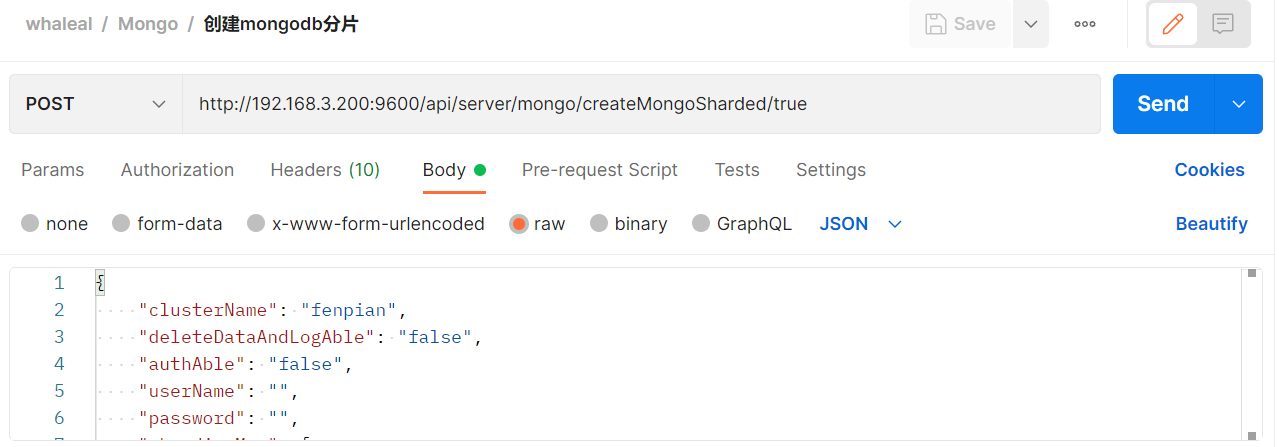 whaleal / Mongo / 创建mongodb分片
Save
POST
http://192.168.3.200:9600/api/server/mongo/createMongoSharded/true
Send
Params Authorization Headers (10) Body Pre-request Script Tests Settings Cookies
none form-data x-www-form-urlencoded raw binary GraphQL JSON Beautify
1 {
2 "clusterName": "fenpian",
3 "deleteDataAndLogAble": "false",
4 "authAble": "false",
5 "userName": "",
6 "password": "",